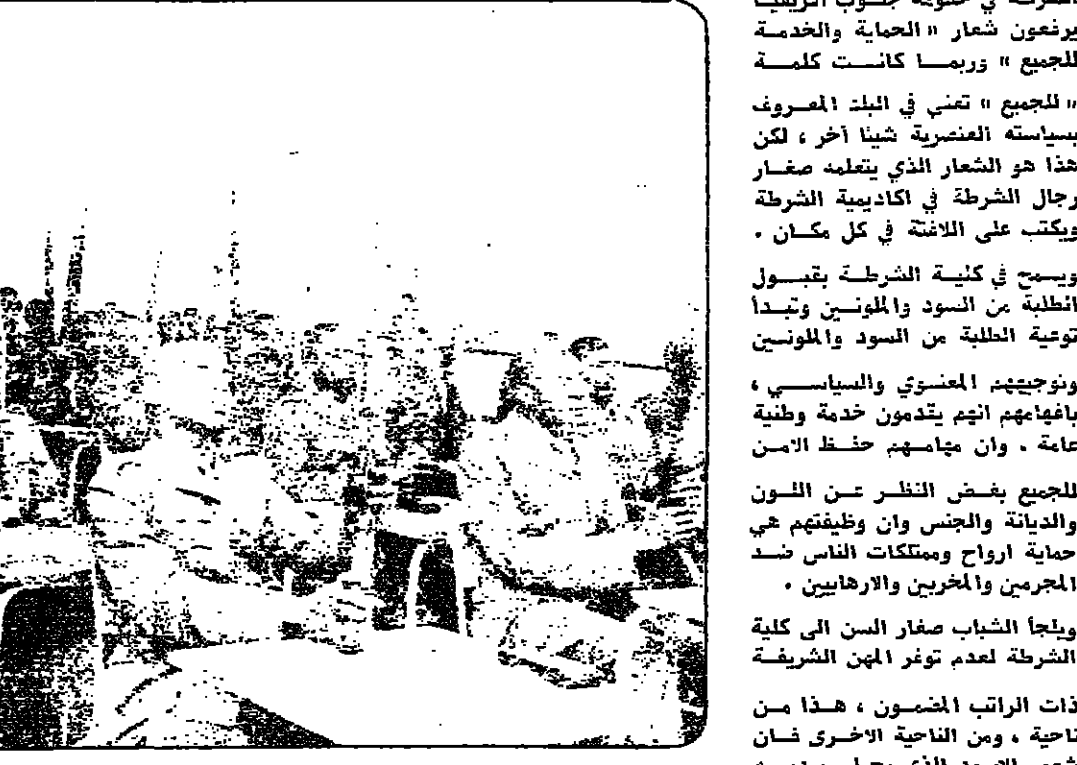 في حكومة جنوب افريقيا
يرفعون شعار « الحماية والخدمة
للجميع » وربما كانت كلمة
« للجميع » تعني في البلد المعروف
بسياسته العنصرية شيئا آخر ، لكن
هذا هو الشعار الذي يتعلمه صغار
رجال الشرطة في اكاديمية الشرطة
ويكتب على اللافتة في كل مكان .
ويسمح في كلية الشرطة بقبول
الطلبة من السود والملونين وتبدأ
توعية الطلبة من السود والملونين
وتوجيههم المعنوي والسياسي ،
بافهامهم انهم يقدمون خدمة وطنية
عامة . وان مهامهم حفظ الامن
للجميع بغض النظر عن اللون
والديانة والجنس وان وظيفتهم هي
حماية ارواح وممتلكات الناس ضد
المجرمين والمخربين والارهابيين .
ويلجأ الشباب صغار السن الى كلية
الشرطة لعدم توفر المهن الشريفة
ذات الراتب المضمون ، هذا من
ناحية ، ومن الناحية الاخرى فان